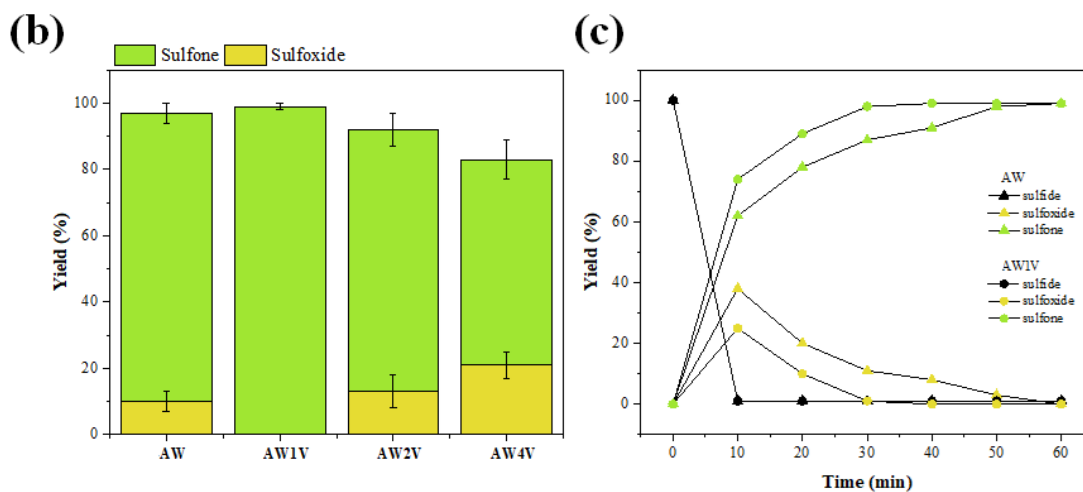 (b)
Sulfone Sulfoxide
100
80
60
40
20
0
Yield (%)
AW AW1V AW2V AW4V
(c)
100
80
60
40
20
0
Yield (%)
AW
sulfide
sulfoxide
sulfone
AW1V
sulfide
sulfoxide
sulfone
0 10 20 30 40 50 60
Time (min)